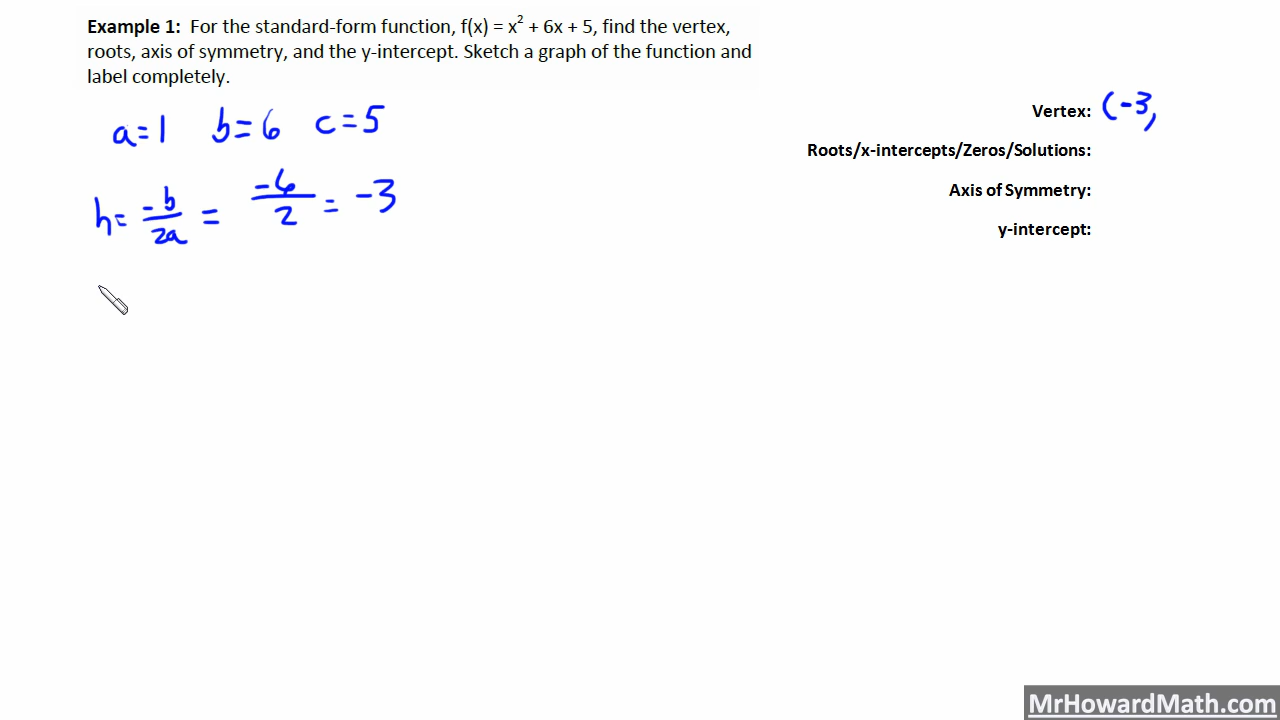 Example 1: For the standard-form function, f(x) = x² + 6x + 5, find the vertex,
roots, axis of symmetry, and the y-intercept. Sketch a graph of the function and
label completely.
a=1 b=6 c=5
h= -b/2a = -6/2 = -3
Vertex: (-3,
Roots/x-intercepts/Zeros/Solutions:
Axis of Symmetry:
y-intercept:
MrHowardMath.com